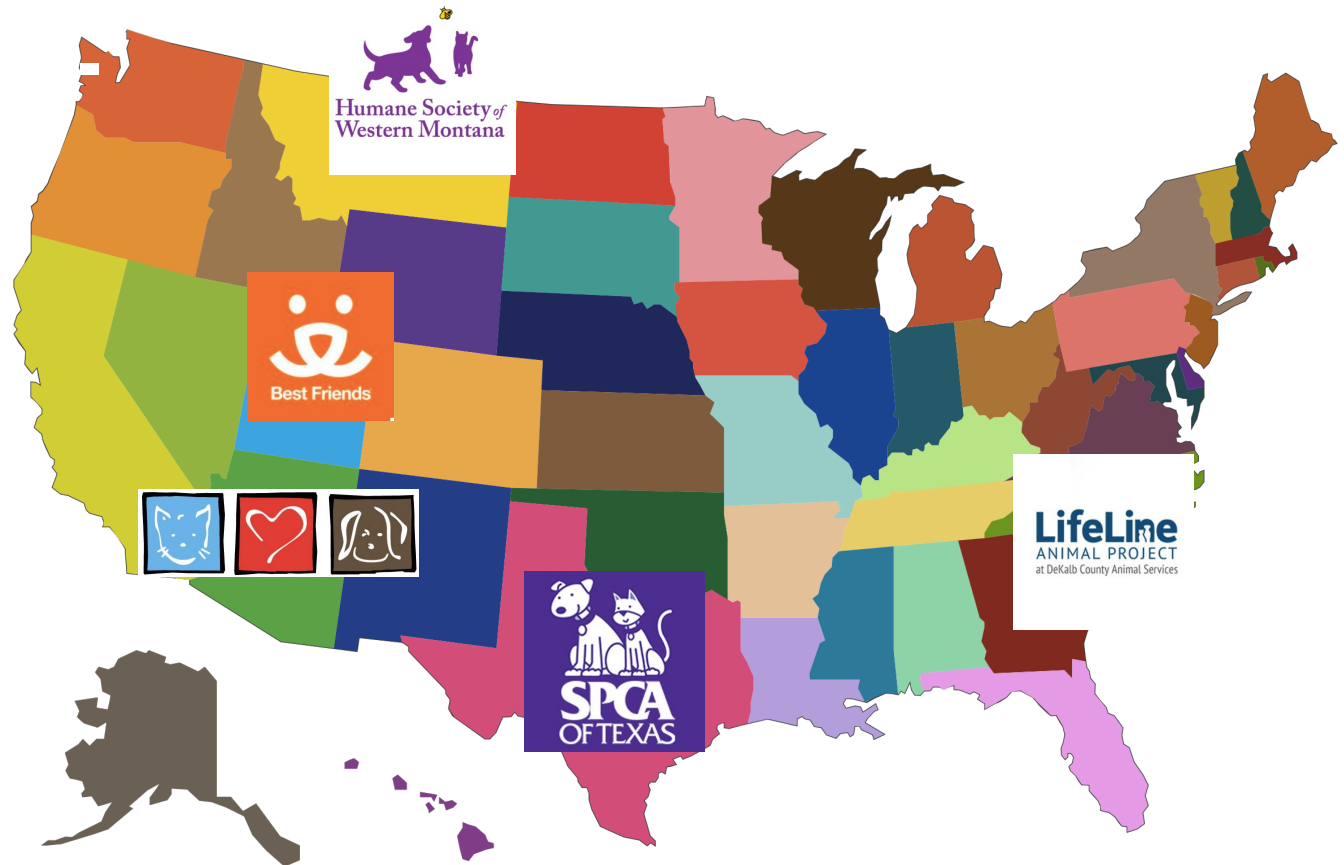 Humane Society of
Western Montana
Best Friends
LifeLine
ANIMAL PROJECT
at DeKalb County Animal Services
SPCA
OF TEXAS